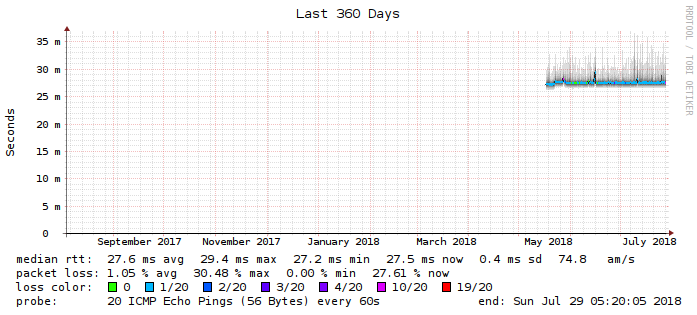 Last 360 Days
RRDTOOL / TOBI OETIKER
Seconds
35 m
30 m
25 m
20 m
15 m
10 m
5 m
0
September 2017 November 2017 January 2018 March 2018 May 2018 July 2018
median rtt: 27.6 ms avg 29.4 ms max 27.2 ms min 27.5 ms now 0.4 ms sd 74.8 am/s
packet loss: 1.05 % avg 30.48 % max 0.00 % min 27.61 % now
loss color: 0 1/20 2/20 3/20 4/20 10/20 19/20
probe: 20 ICMP Echo Pings (56 Bytes) every 60s end: Sun Jul 29 05:20:05 2018